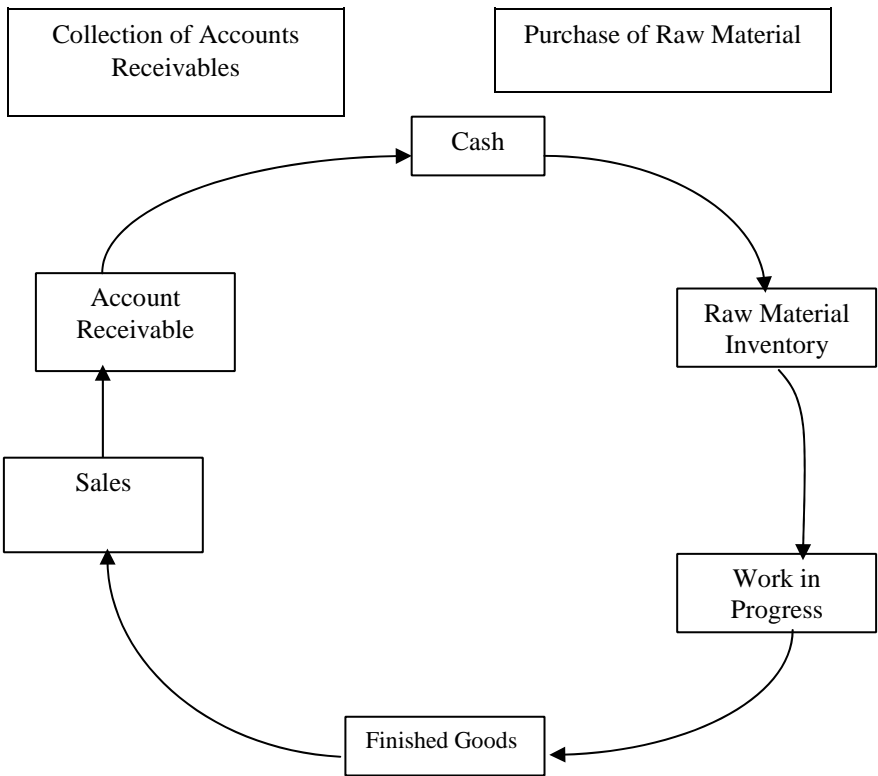 Collection of Accounts
Receivables
Purchase of Raw Material
Cash
Account
Receivable
Raw Material
Inventory
Sales
Work in
Progress
Finished Goods